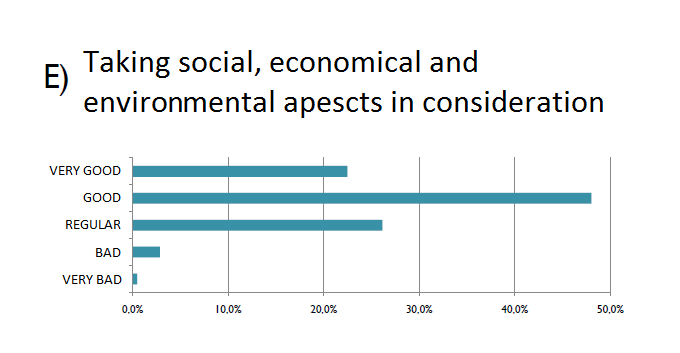 E) Taking social, economical and
environmental apescts in consideration
VERY GOOD
GOOD
REGULAR
BAD
VERY BAD
0,0% 10,0% 20,0% 30,0% 40,0% 50,0%